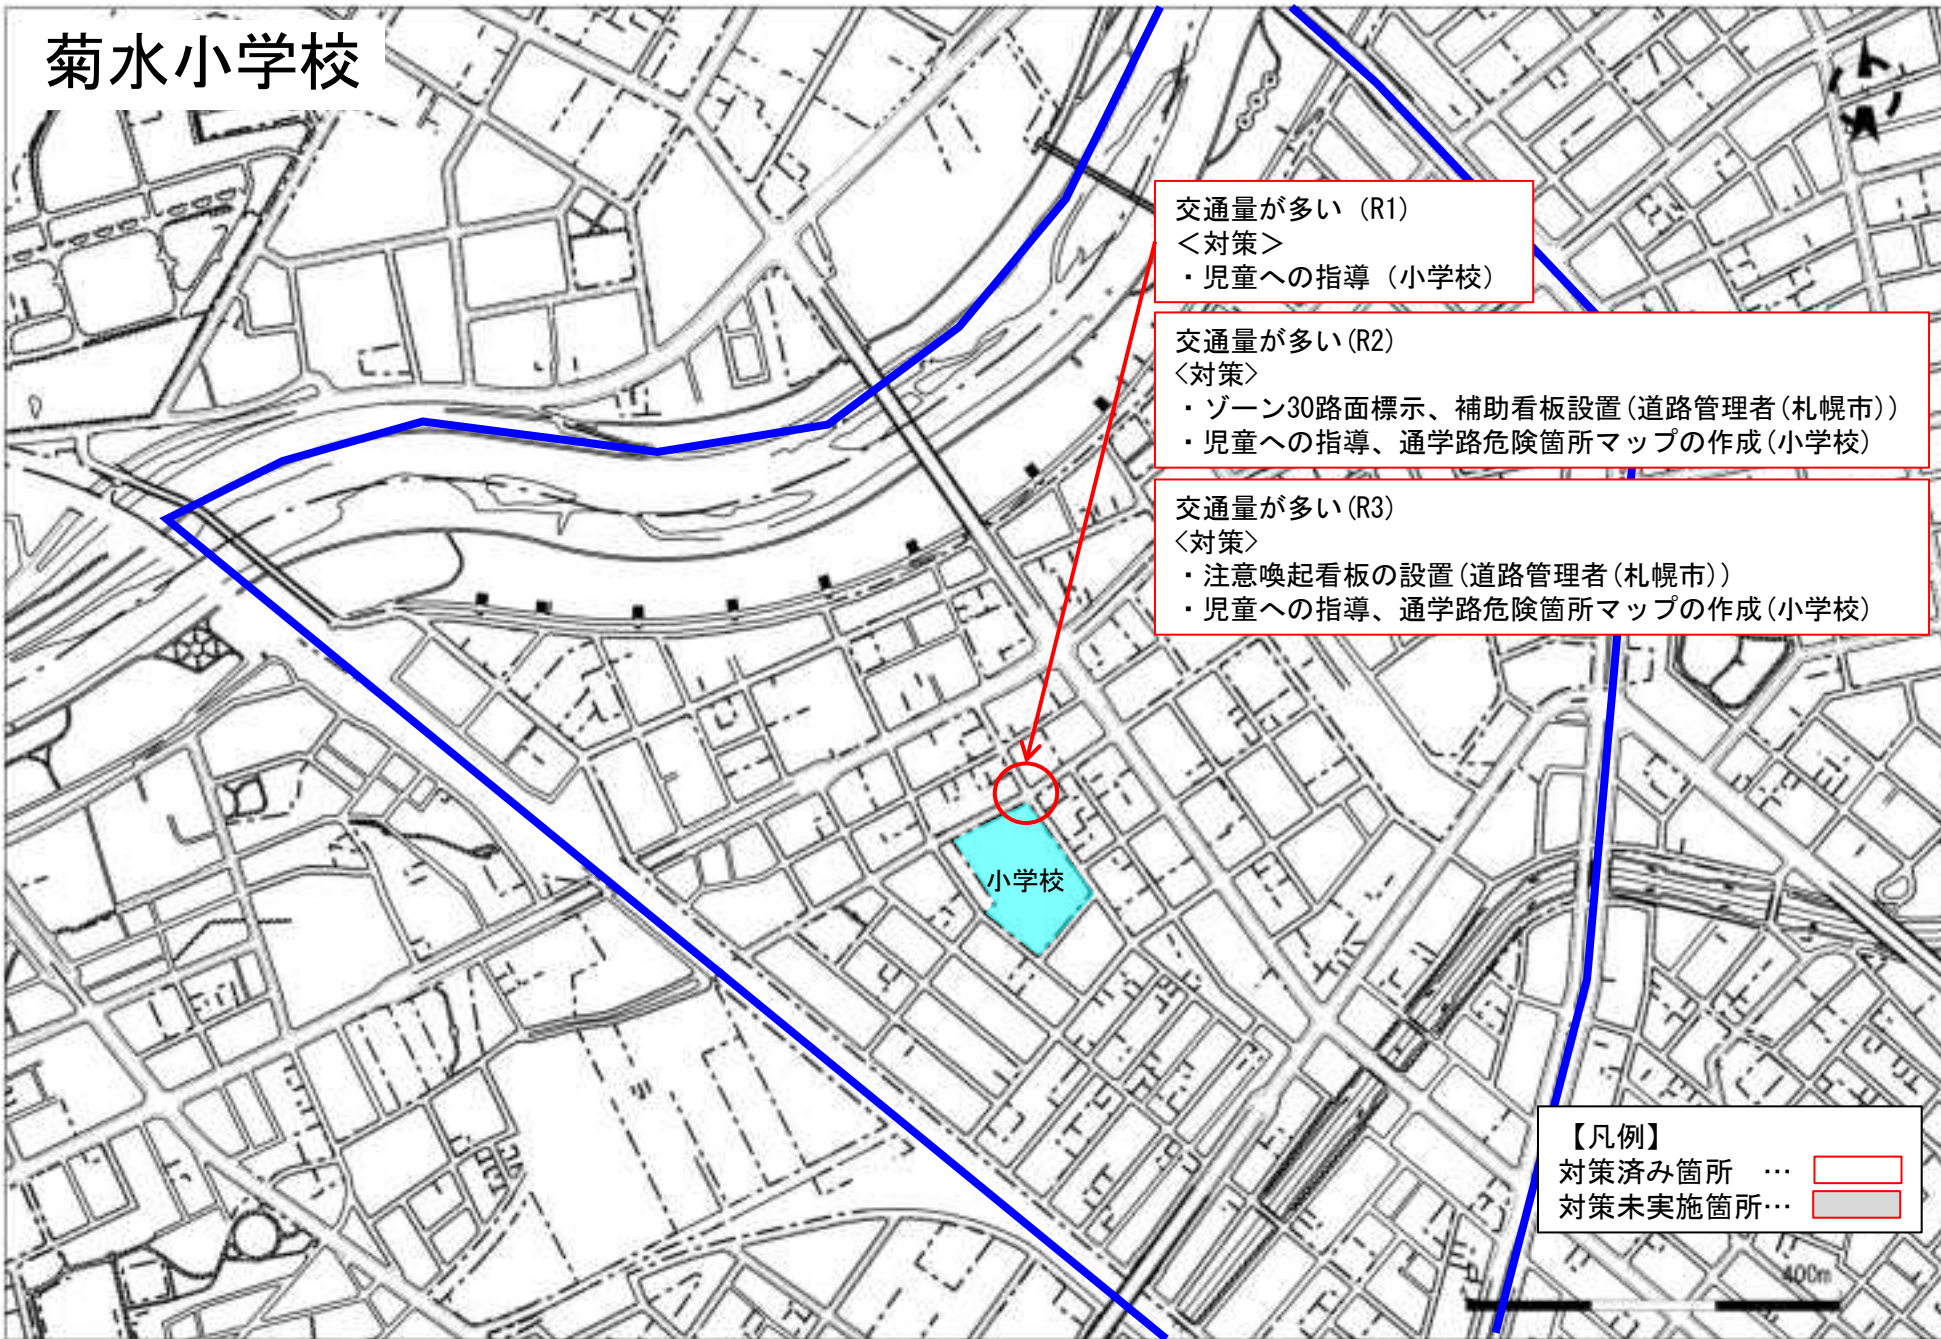 菊水小学校
交通量が多い（R1）
＜対策＞
・児童への指導（小学校）
交通量が多い(R2)
<対策>
・ゾーン30路面標示、補助看板設置(道路管理者(札幌市))
・児童への指導、通学路危険箇所マップの作成(小学校)
交通量が多い(R3)
<対策>
・注意喚起看板の設置(道路管理者(札幌市))
・児童への指導、通学路危険箇所マップの作成(小学校)
小学校
【凡例】
対策済み箇所　…
対策未実施箇所…
0 400m